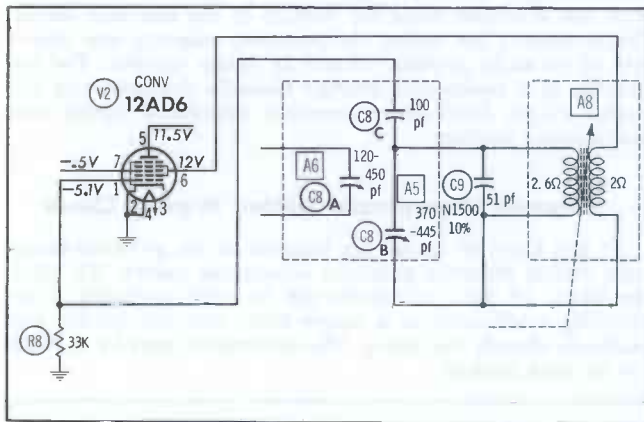 CONV
V2 12AD6
5 11.5V
-.5V 7 12V
-5.1V 1 6
2 4 3
R8 33K
C8 C 100 pf
A6 120-450 pf
C8 A
A5 370-445 pf
C8 B
C9 51 pf
N1500
10%
A8
2.6Ω 2Ω